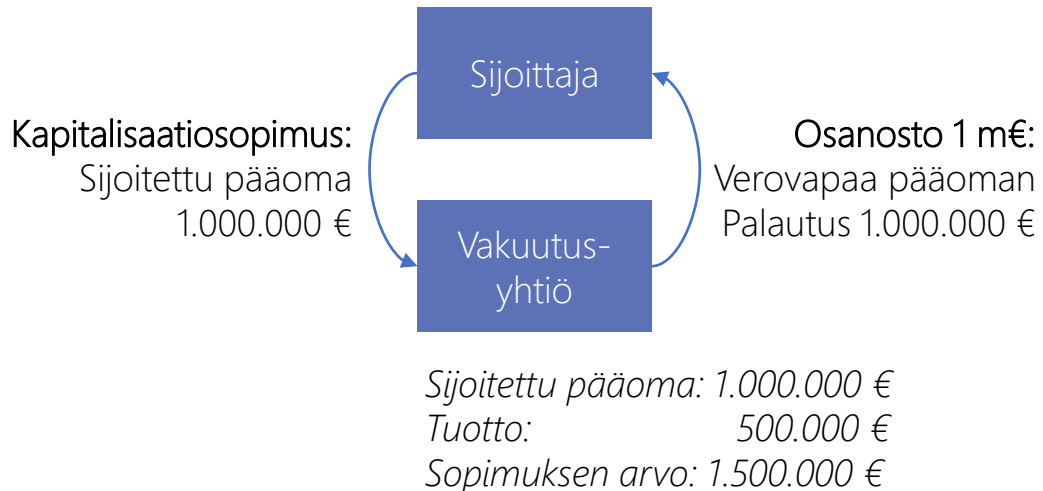 Sijoittaja
Kapitalisaatiosopimus:
Sijoitettu pääoma
1.000.000 €
Osanosto 1 m€:
Verovapaa pääoman
Palautus 1.000.000 €
Vakuutus-
yhtiö
Sijoitettu pääoma: 1.000.000 €
Tuotto: 500.000 €
Sopimuksen arvo: 1.500.000 €